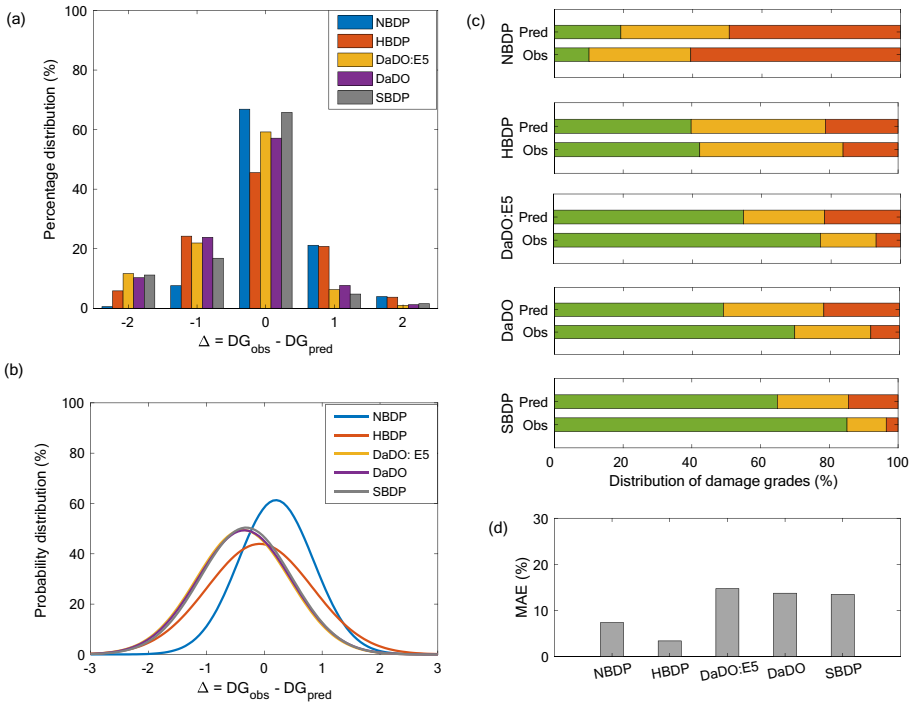 (a)
100
80
60
40
20
0
Percentage distribution (%)
NBDP
HBDP
DaDO:E5
DaDO
SBDP
-2 -1 0 1 2
Δ = DG_obs - DG_pred
(b)
100
80
60
40
20
0
Probability distribution (%)
NBDP
HBDP
DaDO: E5
DaDO
SBDP
-3 -2 -1 0 1 2 3
Δ = DG_obs - DG_pred
(c)
NBDP
Pred
Obs
HBDP
Pred
Obs
DaDO:E5
Pred
Obs
DaDO
Pred
Obs
SBDP
Pred
Obs
0 20 40 60 80 100
Distribution of damage grades (%)
(d)
30
20
10
0
MAE (%)
NBDP HBDP DaDO:E5 DaDO SBDP